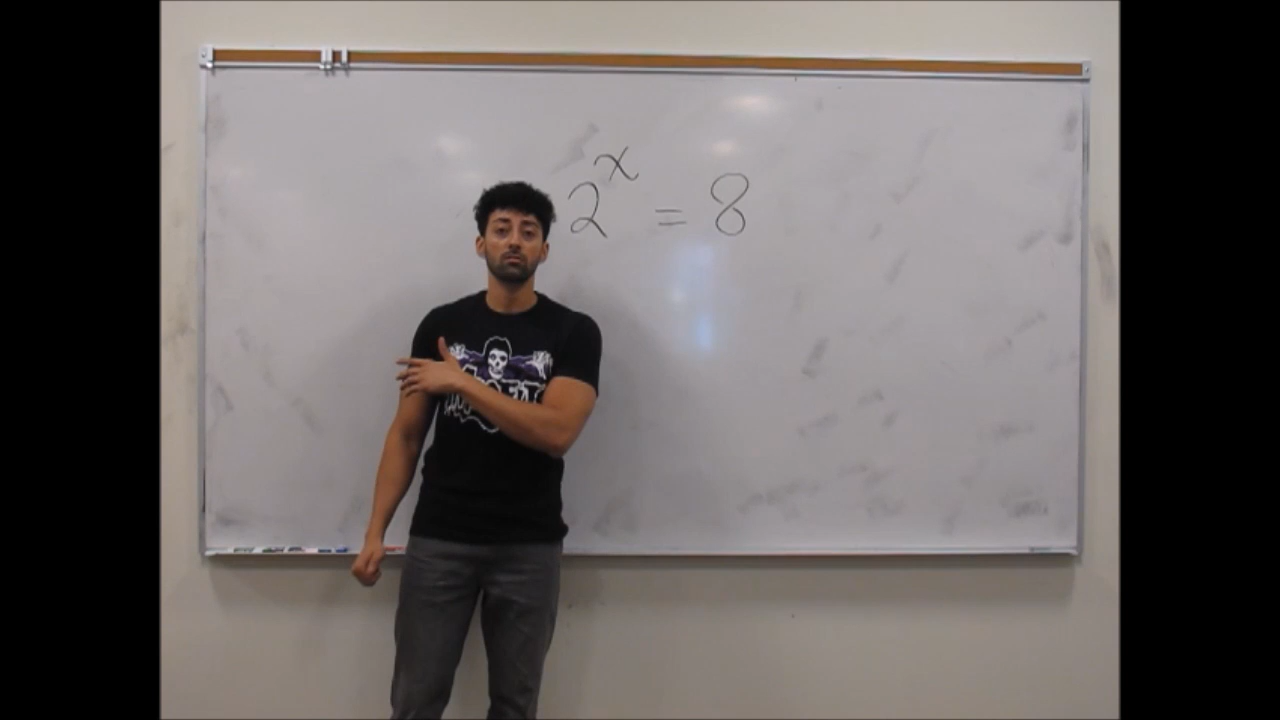 2^x = 8